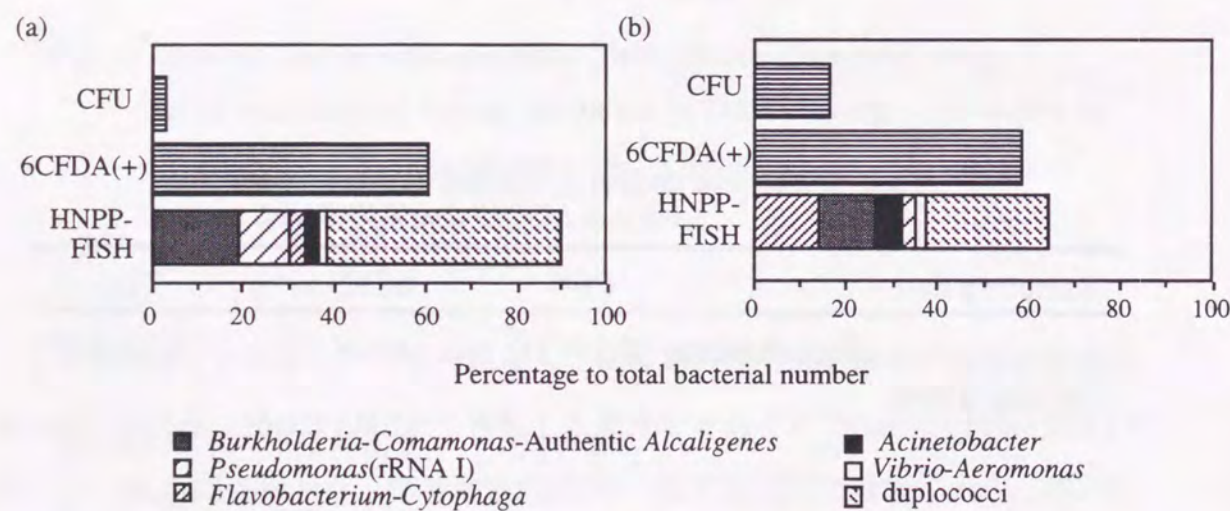 (a)
CFU
6CFDA(+)
HNPP-
FISH
0 20 40 60 80 100
(b)
CFU
6CFDA(+)
HNPP-
FISH
0 20 40 60 80 100
Percentage to total bacterial number
Burkholderia-Comamonas-Authentic Alcaligenes
Pseudomonas(rRNA I)
Flavobacterium-Cytophaga
Acinetobacter
Vibrio-Aeromonas
duplococci